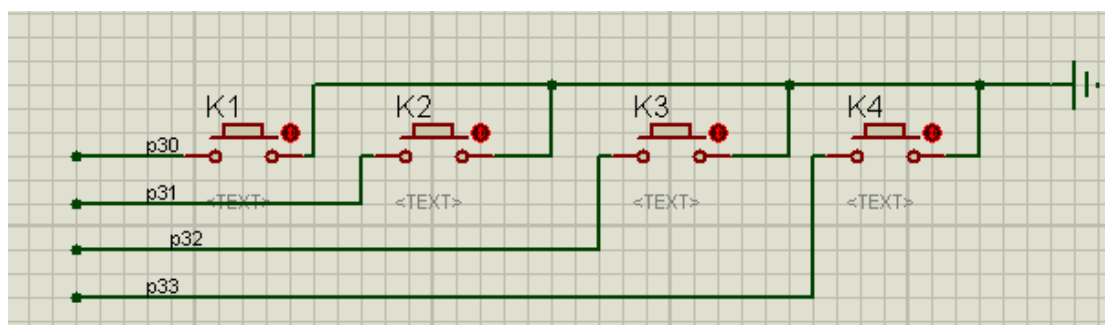 K1 K2 K3 K4
p30
p31 <TEXT> <TEXT> <TEXT> <TEXT>
p32
p33